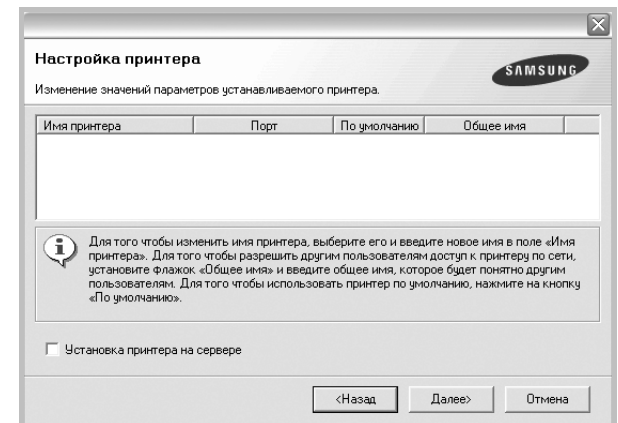 Настройка принтера
SAMSUNG
Изменение значений параметров устанавливаемого принтера.
Имя принтера Порт По умолчанию Общее имя
Для того чтобы изменить имя принтера, выберите его и введите новое имя в поле «Имя
принтера». Для того чтобы разрешить другим пользователям доступ к принтеру по сети,
установите флажок «Общее имя» и введите общее имя, которое будет понятно другим
пользователям. Для того чтобы использовать принтер по умолчанию, нажмите на кнопку
«По умолчанию».
Установка принтера на сервере
<Назад Далее> Отмена